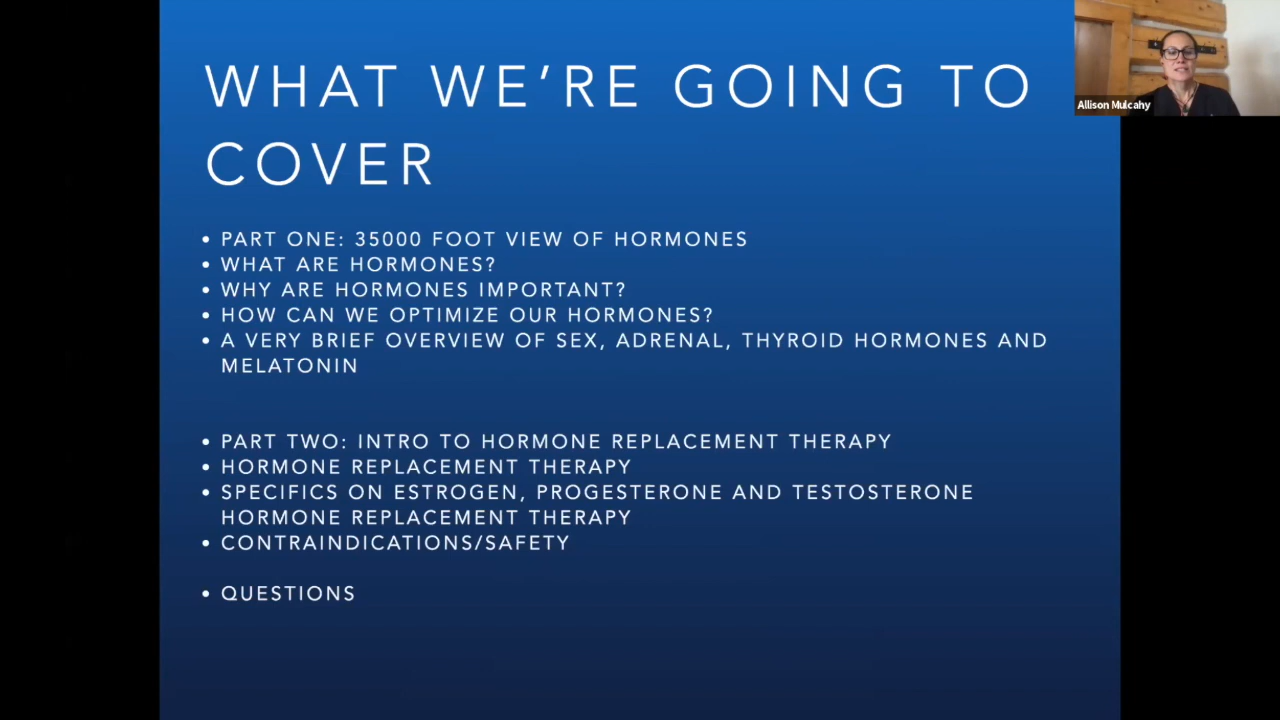 WHAT WE'RE GOING TO
COVER
Allison Mulcahy
• PART ONE: 35000 FOOT VIEW OF HORMONES
• WHAT ARE HORMONES?
• WHY ARE HORMONES IMPORTANT?
• HOW CAN WE OPTIMIZE OUR HORMONES?
• A VERY BRIEF OVERVIEW OF SEX, ADRENAL, THYROID HORMONES AND
MELATONIN
• PART TWO: INTRO TO HORMONE REPLACEMENT THERAPY
• HORMONE REPLACEMENT THERAPY
• SPECIFICS ON ESTROGEN, PROGESTERONE AND TESTOSTERONE
HORMONE REPLACEMENT THERAPY
• CONTRAINDICATIONS/SAFETY
• QUESTIONS